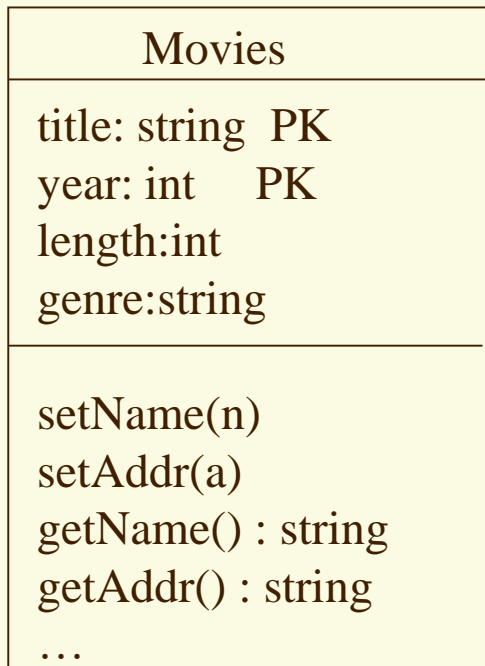 Movies
title: string PK
year: int PK
length:int
genre:string
setName(n)
setAddr(a)
getName() : string
getAddr() : string
…